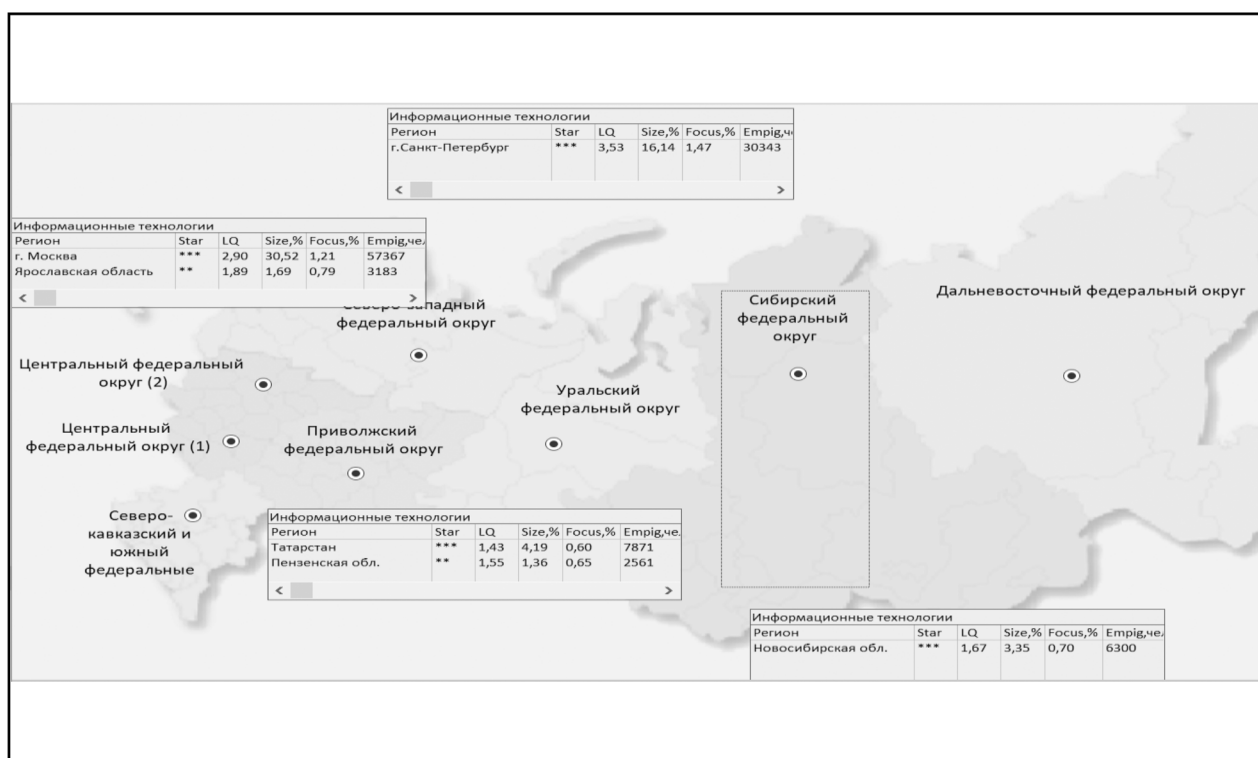 Информационные технологии
Регион Star LQ Size,% Focus,% Empig,че
г.Санкт-Петербург *** 3,53 16,14 1,47 30343
Информационные технологии
Регион Star LQ Size,% Focus,% Empig,чел
г. Москва *** 2,90 30,52 1,21 57367
Ярославская область ** 1,89 1,69 0,79 3183
Северо-западный
федеральный округ
Центральный федеральный
округ (2)
Центральный
федеральный округ (1)
Приволжский
федеральный округ
Уральский
федеральный округ
Сибирский
федеральный
округ
Дальневосточный федеральный округ
Северо-
кавказский и
южный
федеральные
Информационные технологии
Регион Star LQ Size,% Focus,% Empig,че.
Татарстан *** 1,43 4,19 0,60 7871
Пензенская обл. ** 1,55 1,36 0,65 2561
Информационные технологии
Регион Star LQ Size,% Focus,% Empig,чел
Новосибирская обл. *** 1,67 3,35 0,70 6300